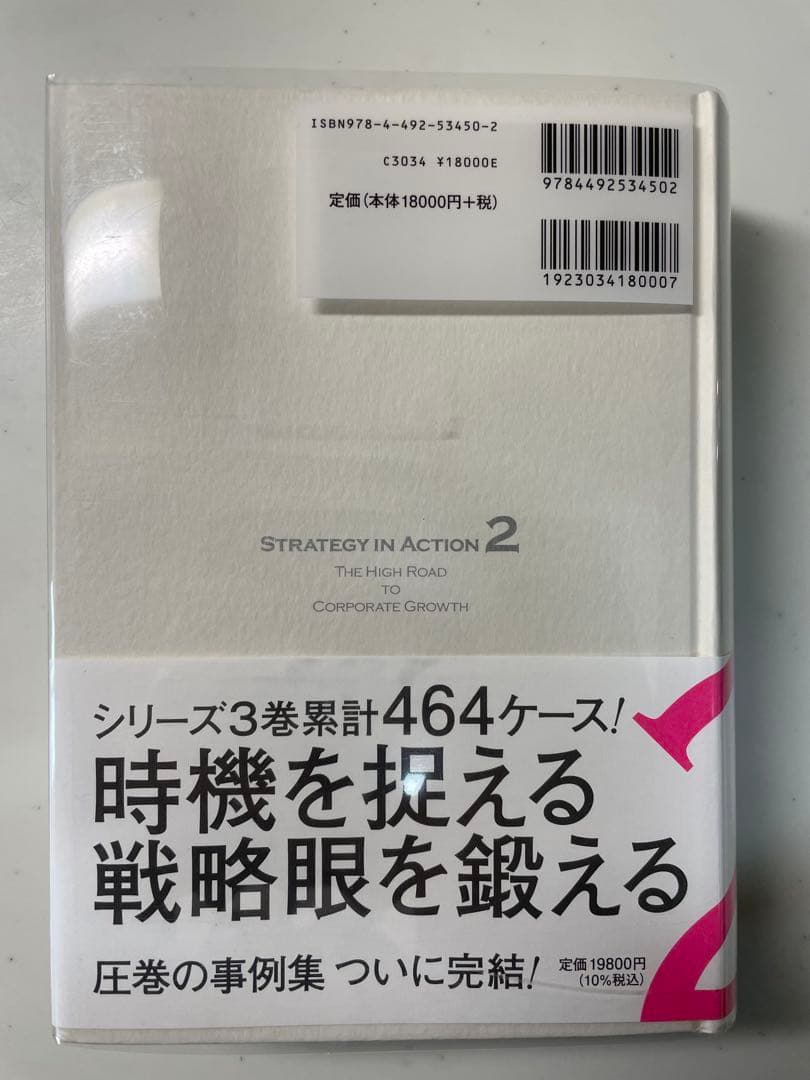 ISBN978-4-492-53450-2
C3034 ¥18000E
定価(本体18000円+税)
9784492534502
1923034180007
STRATEGY IN ACTION 2
THE HIGH ROAD
TO
CORPORATE GROWTH
シリーズ3巻累計464ケース!
時機を捉える
戦略眼を鍛える
圧巻の事例集 ついに完結!
定価19800円
(10%税込)
2